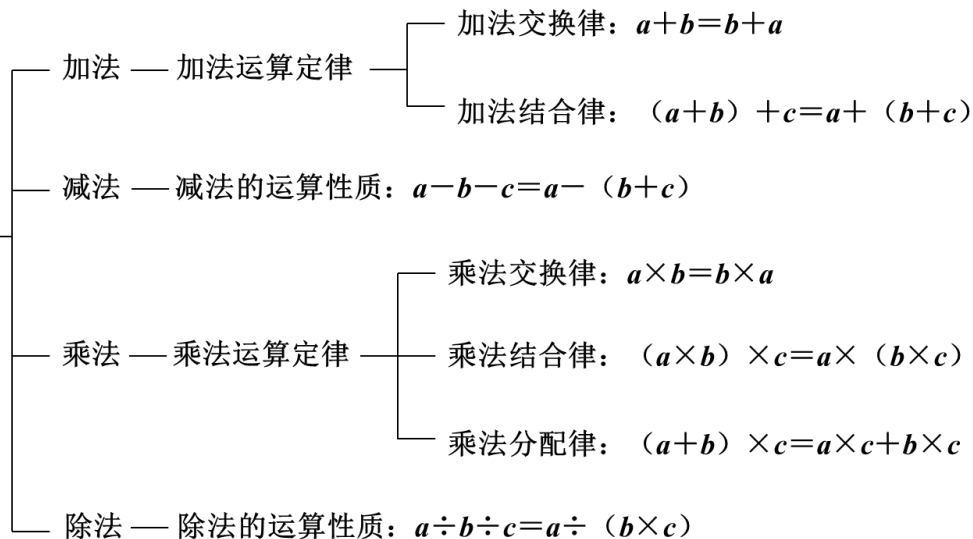 加法交换律：a＋b＝b＋a
加法 加法运算定律
加法结合律：（a＋b）＋c＝a＋（b＋c）
减法 减法的运算性质：a－b－c＝a－（b＋c）
乘法交换律：a×b＝b×a
乘法 乘法运算定律 乘法结合律：（a×b）×c＝a×（b×c）
乘法分配律：（a＋b）×c＝a×c＋b×c
除法 除法的运算性质：a÷b÷c＝a÷（b×c）